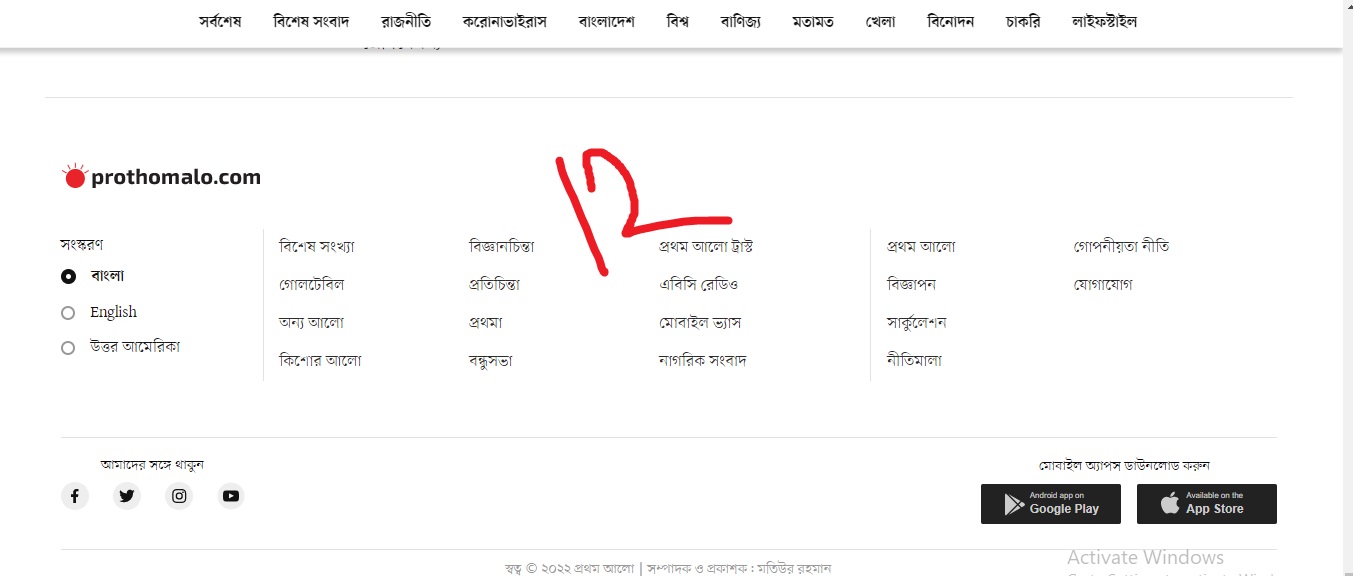 সর্বশেষ বিশেষ সংবাদ রাজনীতি করোনাভাইরাস বাংলাদেশ বিশ্ব বাণিজ্য মতামত খেলা বিনোদন চাকরি লাইফস্টাইল
prothomalo.com
12
সংস্করণ
বাংলা
English
উত্তর আমেরিকা
বিশেষ সংখ্যা
গোলটেবিল
অন্য আলো
কিশোর আলো
বিজ্ঞানচিন্তা
প্রতিচিন্তা
প্রথমা
বন্ধুসভা
প্রথম আলো ট্রাস্ট
এবিসি রেডিও
মোবাইল ভ্যাস
নাগরিক সংবাদ
প্রথম আলো
বিজ্ঞাপন
সার্কুলেশন
নীতিমালা
গোপনীয়তা নীতি
যোগাযোগ
আমাদের সঙ্গে থাকুন
মোবাইল অ্যাপস ডাউনলোড করুন
Android app on
Google Play
Available on the
App Store
Activate Windows
স্বত্ব © ২০২২ প্রথম আলো | সম্পাদক ও প্রকাশক : মতিউর রহমান